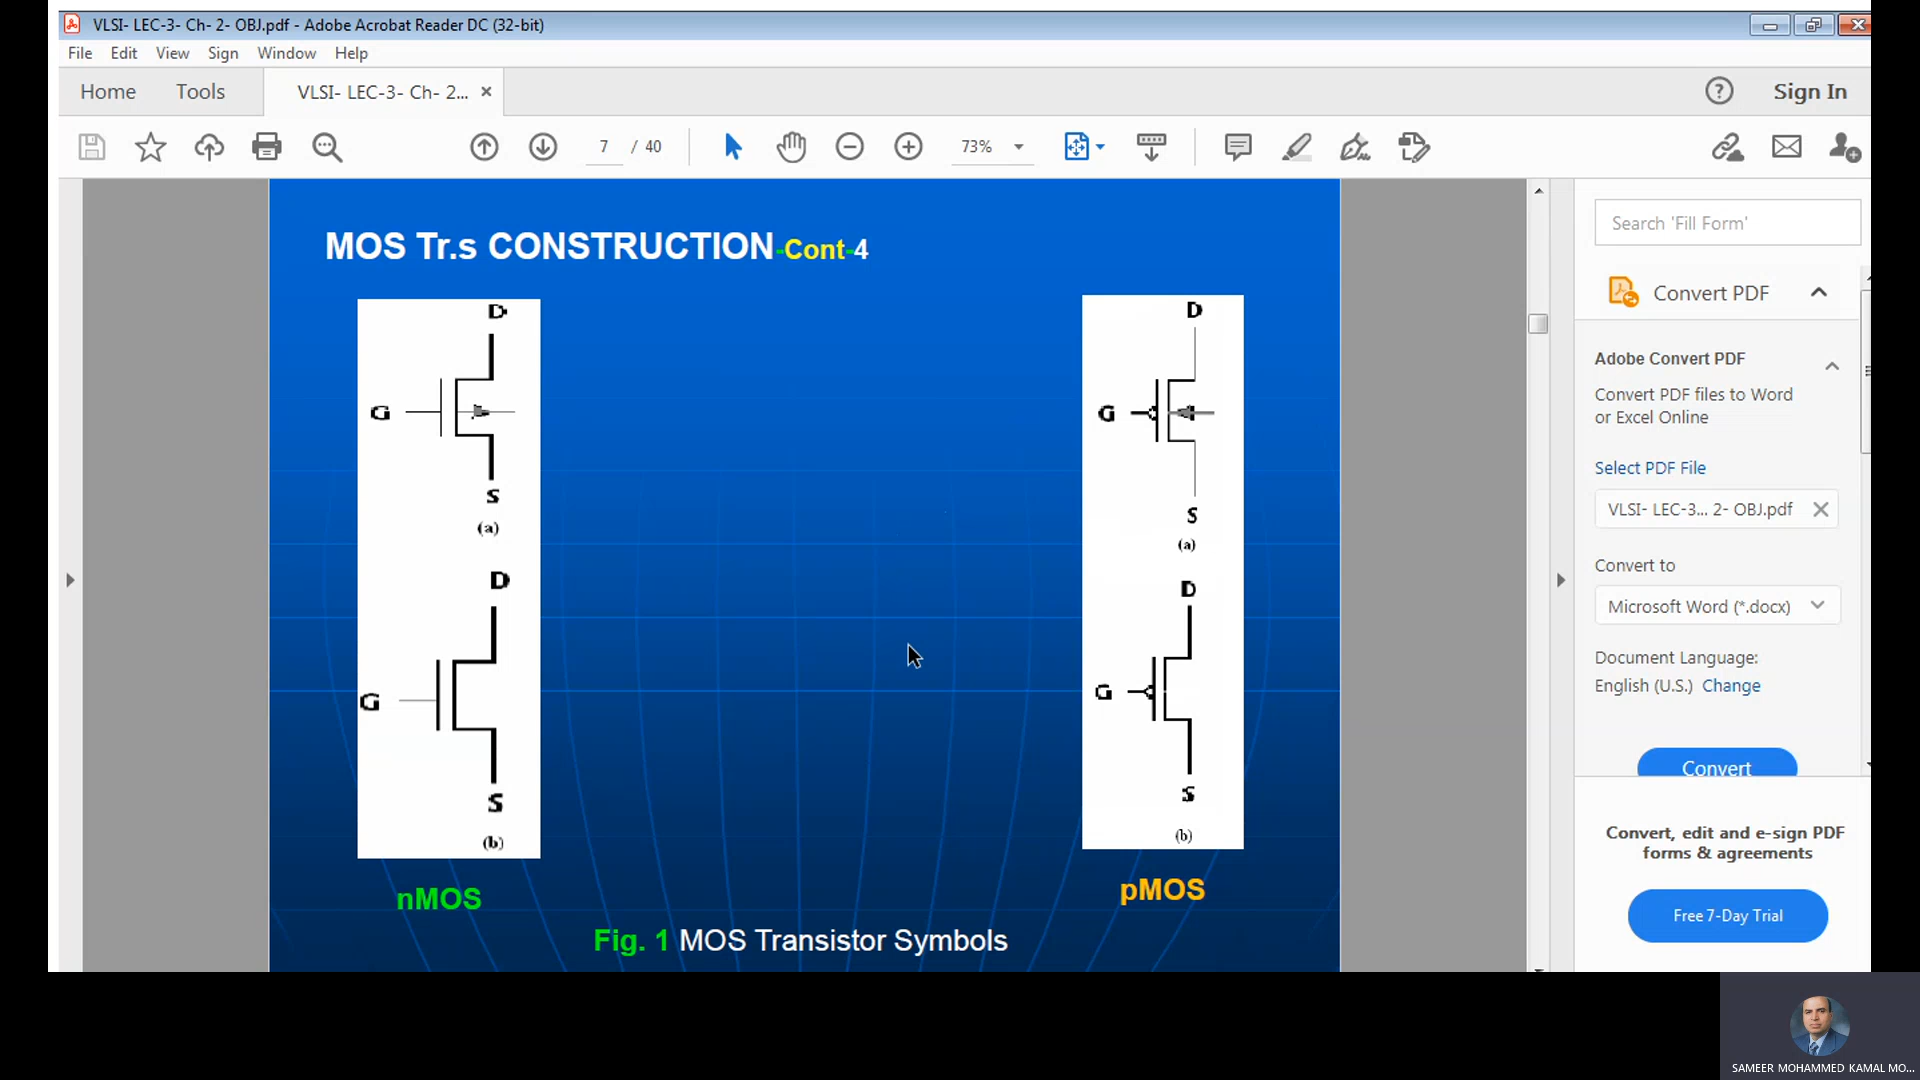 VLSI- LEC-3- Ch- 2- OBJ.pdf - Adobe Acrobat Reader DC (32-bit)
File Edit View Sign Window Help
Home Tools VLSI- LEC-3- Ch- 2... Sign In
7 / 40 73%
MOS Tr.s CONSTRUCTION-Cont-4
D
G
S
(a)
D
G
S
(b)
nMOS
D
G
S
(a)
D
G
S
(b)
pMOS
Fig. 1 MOS Transistor Symbols
Search 'Fill Form'
Convert PDF
Adobe Convert PDF
Convert PDF files to Word
or Excel Online
Select PDF File
VLSI- LEC-3... 2- OBJ.pdf
Convert to
Microsoft Word (*.docx)
Document Language:
English (U.S.) Change
Convert
Convert, edit and e-sign PDF
forms & agreements
Free 7-Day Trial
SAMEER MOHAMMED KAMAL MO...